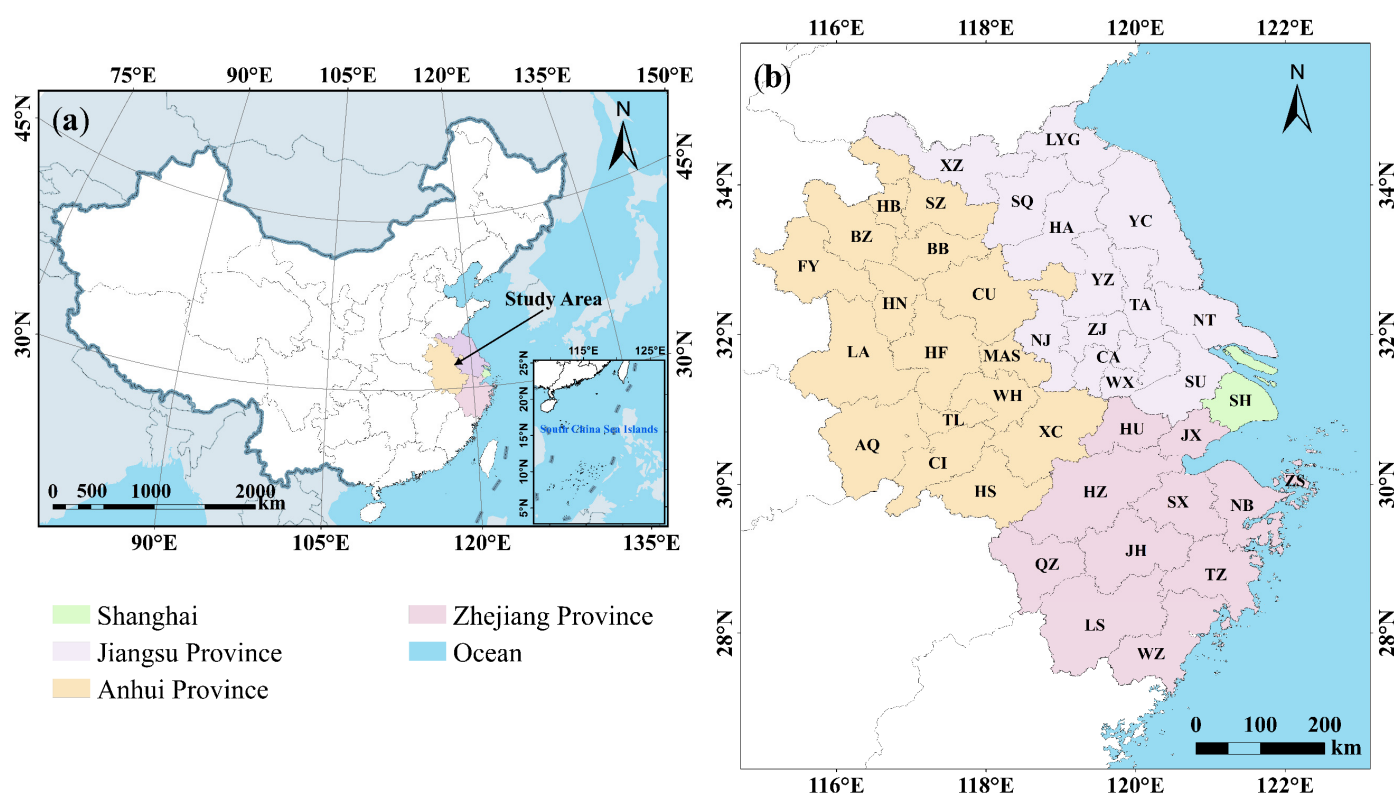 75°E 90°E 105°E 120°E 135°E 150°E
(a)
N
45°N
45°N
30°N
30°N
Study Area
115°E 125°E
25°N
20°N
15°N
10°N
5°N
25°N
20°N
15°N
10°N
5°N
South China Sea Islands
0 500 1000 2000
km
90°E 105°E 120°E 135°E
Shanghai
Jiangsu Province
Anhui Province
Zhejiang Province
Ocean
116°E 118°E 120°E 122°E
(b)
N
34°N
34°N
32°N
32°N
30°N
30°N
28°N
28°N
LYG
XZ
HB SZ SQ
BZ BB HA YC
FY HN CU YZ TA
NT
LA HF MAS NJ ZJ
CA
WX SU
WH SH
AQ TL XC HU JX
CI
HS HZ SX NB ZS
QZ JH TZ
LS
WZ
0 100 200
km
116°E 118°E 120°E 122°E